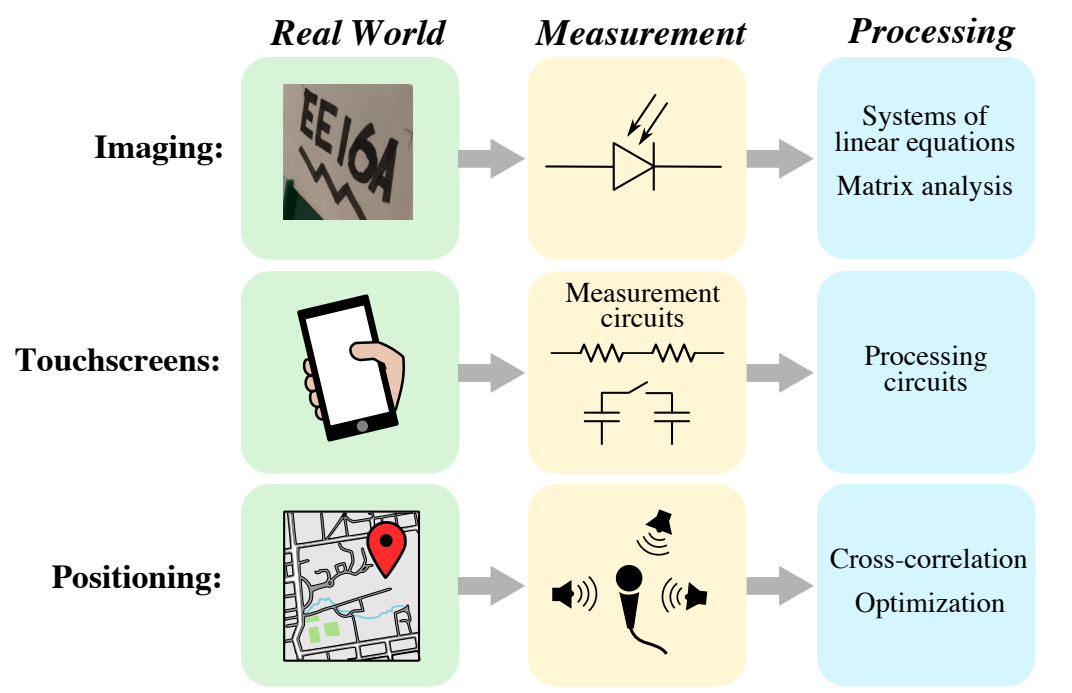 Real World
Measurement
Processing
Imaging:
EE16A
Systems of
linear equations
Matrix analysis
Touchscreens:
Measurement
circuits
Processing
circuits
Positioning:
Cross-correlation
Optimization